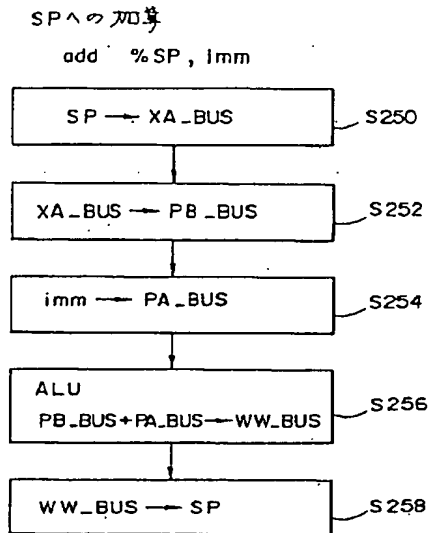 SPへの加算
add %SP, imm
SP → XA_BUS
S250
XA_BUS → PB_BUS
S252
imm → PA_BUS
S254
ALU
PB_BUS+PA_BUS → WW_BUS
S256
WW_BUS → SP
S258